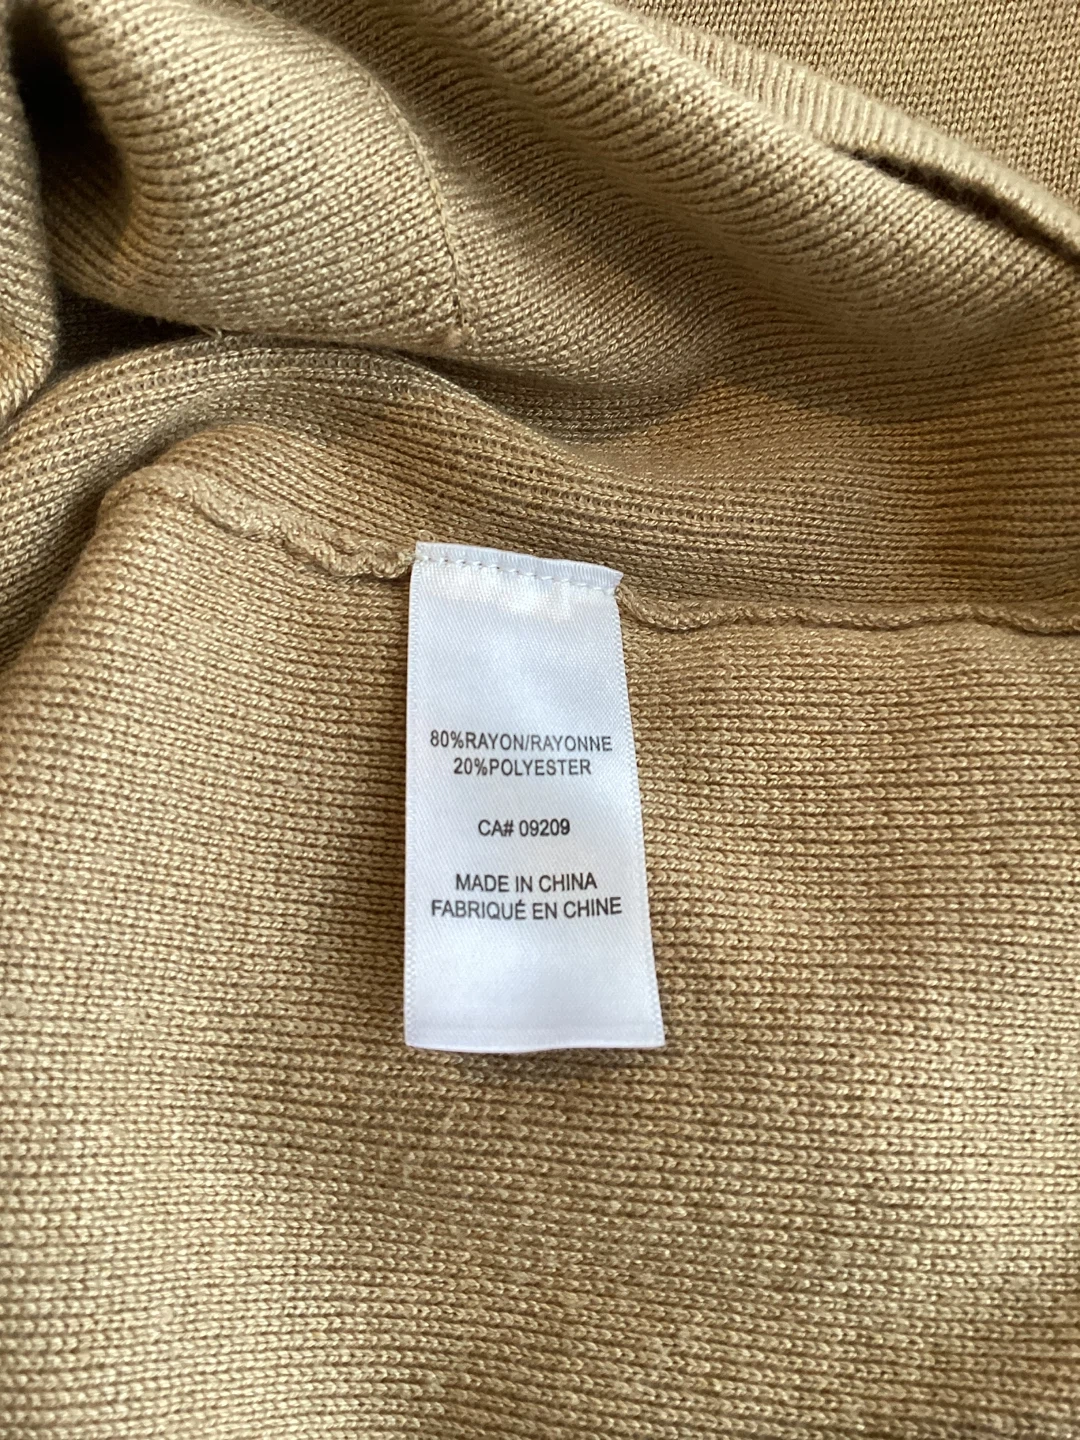 80%RAYON/RAYONNE
20%POLYESTER
CA# 09209
MADE IN CHINA
FABRIQUÉ EN CHINE